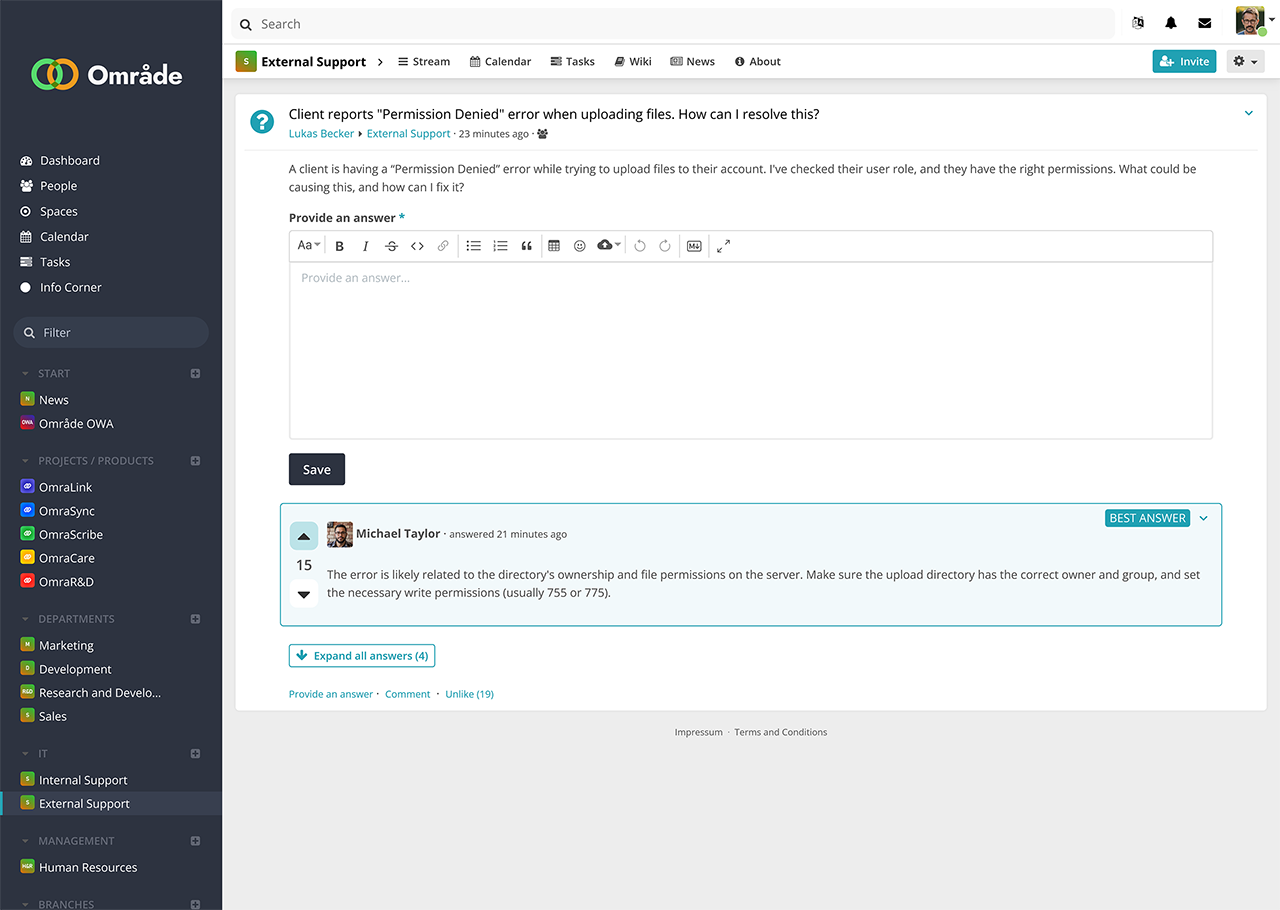 Område
Dashboard
People
Spaces
Calendar
Tasks
Info Corner
Filter
START
N News
OWA Område OWA
PROJECTS / PRODUCTS
OmraLink
OmraSync
OmraScribe
OmraCare
OmraR&D
DEPARTMENTS
M Marketing
D Development
R&D Research and Develo...
S Sales
IT
S Internal Support
S External Support
MANAGEMENT
H&R Human Resources
BRANCHES
Search
S External Support Stream Calendar Tasks Wiki News About Invite
Client reports "Permission Denied" error when uploading files. How can I resolve this?
Lukas Becker External Support · 23 minutes ago ·
A client is having a “Permission Denied” error while trying to upload files to their account. I've checked their user role, and they have the right permissions. What could be
causing this, and how can I fix it?
Provide an answer *
Aa B I S M
Provide an answer...
Save
BEST ANSWER
Michael Taylor · answered 21 minutes ago
15
The error is likely related to the directory's ownership and file permissions on the server. Make sure the upload directory has the correct owner and group, and set
the necessary write permissions (usually 755 or 775).
Expand all answers (4)
Provide an answer · Comment · Unlike (19)
Impressum · Terms and Conditions